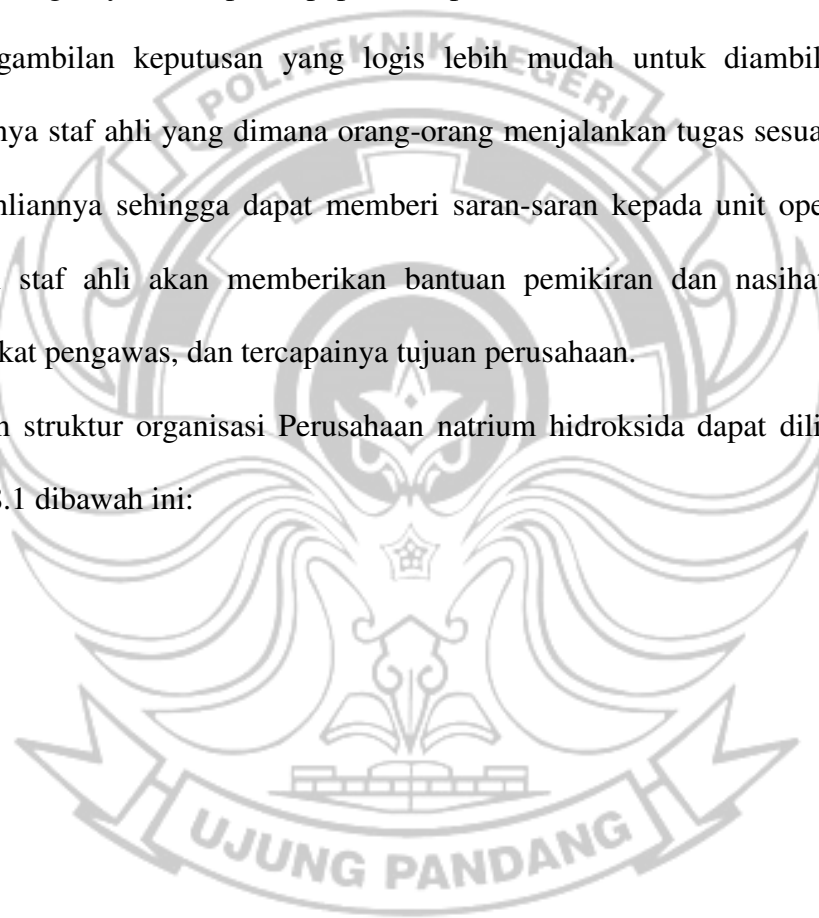 POLITEKNIK NEGERI
gambilan keputusan yang logis lebih mudah untuk diambil
nya staf ahli yang dimana orang-orang menjalankan tugas sesua
hliannya sehingga dapat memberi saran-saran kepada unit ope
staf ahli akan memberikan bantuan pemikiran dan nasihat
kat pengawas, dan tercapainya tujuan perusahaan.
n struktur organisasi Perusahaan natrium hidroksida dapat dili
.1 dibawah ini:
UJUNG PANDANG